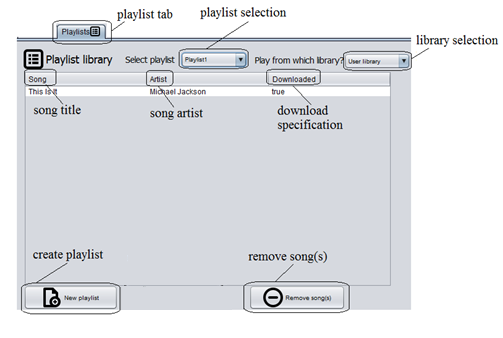 playlist tab
playlist selection
library selection
Playlists
Playlist library
Select playlist
Playlist1
Play from which library?
User library
Song
Artist
Downloaded
This Is It
Michael Jackson
true
song title
song artist
download
specification
create playlist
remove song(s)
New playlist
Remove song(s)